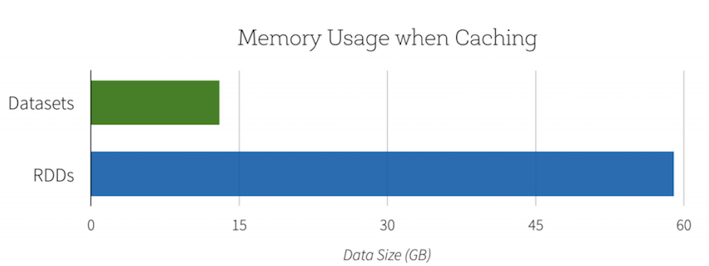 Memory Usage when Caching
Datasets
RDDs
0 15 30 45 60
Data Size (GB)